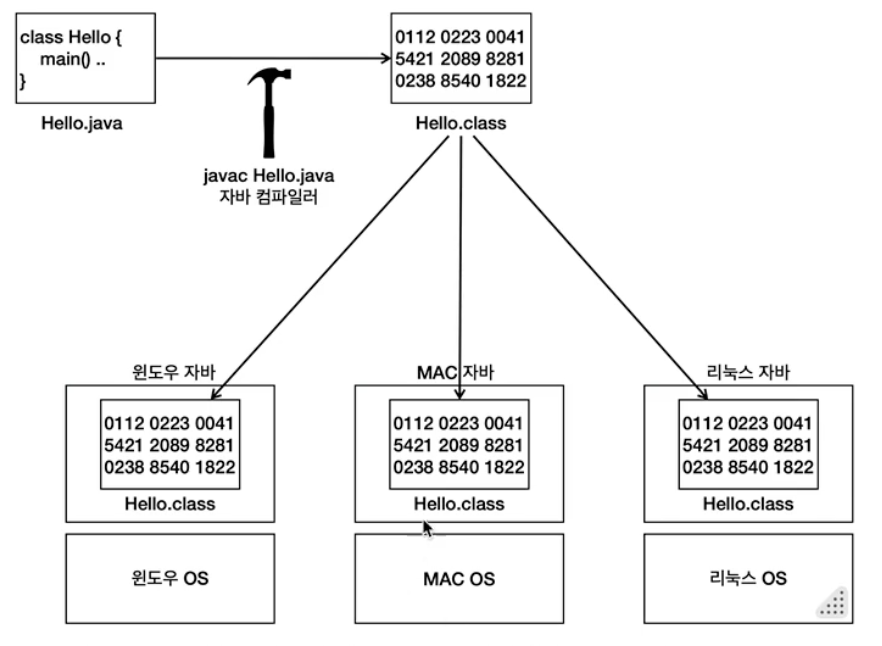 class Hello {
main() ..
}
Hello.java
javac Hello.java
자바 컴파일러
0112 0223 0041
5421 2089 8281
0238 8540 1822
Hello.class
윈도우 자바
0112 0223 0041
5421 2089 8281
0238 8540 1822
Hello.class
윈도우 OS
MAC 자바
0112 0223 0041
5421 2089 8281
0238 8540 1822
Hello.class
MAC OS
리눅스 자바
0112 0223 0041
5421 2089 8281
0238 8540 1822
Hello.class
리눅스 OS